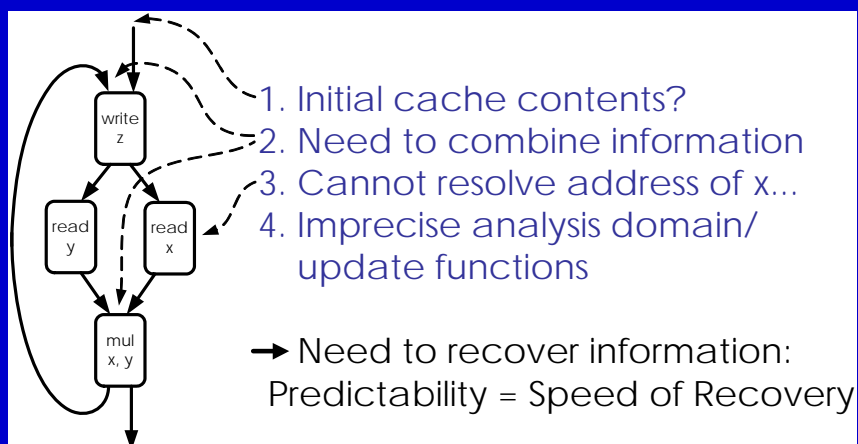 1. Initial cache contents?
write
z
2. Need to combine information
3. Cannot resolve address of x...
read
y
read
x
4. Imprecise analysis domain/
update functions
mul
x, y
→ Need to recover information:
Predictability = Speed of Recovery